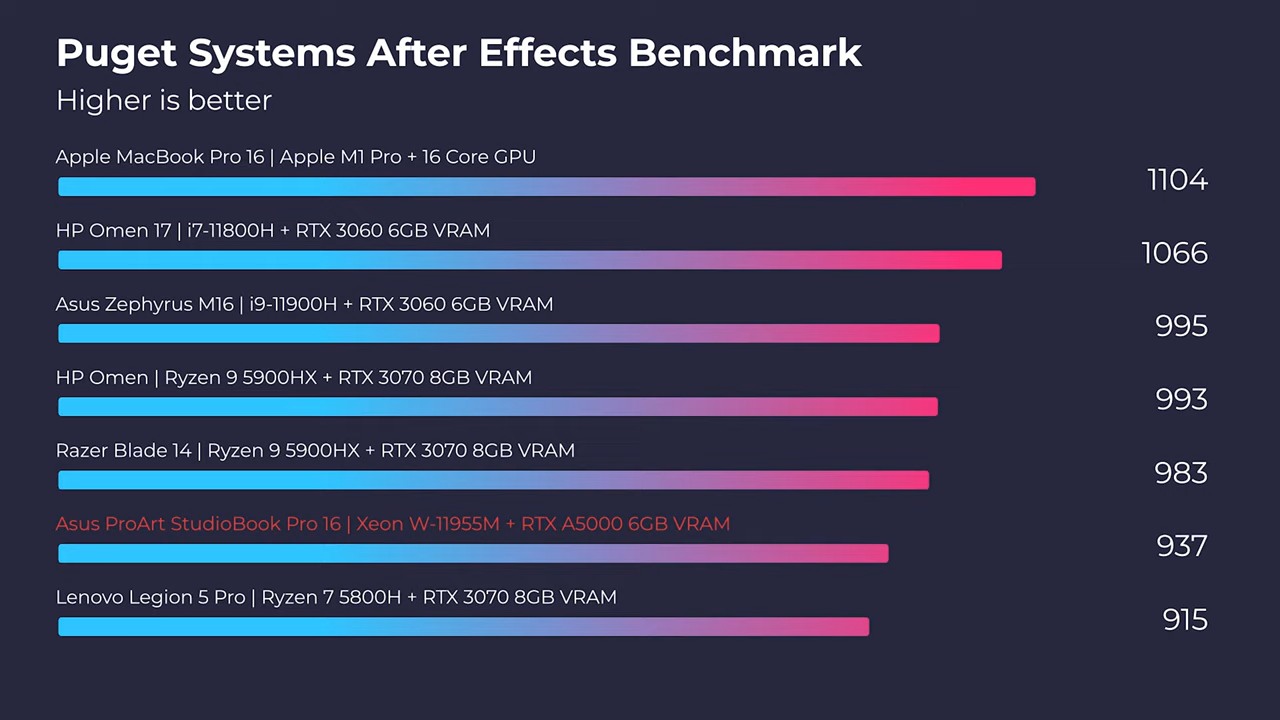 Puget Systems After Effects Benchmark
Higher is better
Apple MacBook Pro 16 | Apple M1 Pro + 16 Core GPU
1104
HP Omen 17 | i7-11800H + RTX 3060 6GB VRAM
1066
Asus Zephyrus M16 | i9-11900H + RTX 3060 6GB VRAM
995
HP Omen | Ryzen 9 5900HX + RTX 3070 8GB VRAM
993
Razer Blade 14 | Ryzen 9 5900HX + RTX 3070 8GB VRAM
983
Asus ProArt StudioBook Pro 16 | Xeon W-11955M + RTX A5000 6GB VRAM
937
Lenovo Legion 5 Pro | Ryzen 7 5800H + RTX 3070 8GB VRAM
915